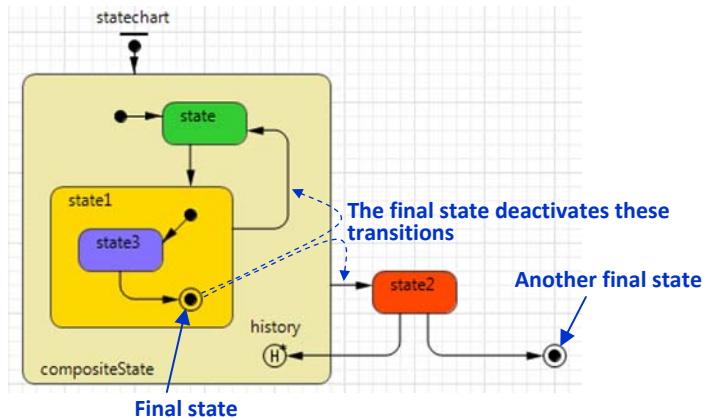 statechart
state
state1
state3
The final state deactivates these
transitions
Another final state
state2
history
H*
compositeState
Final state